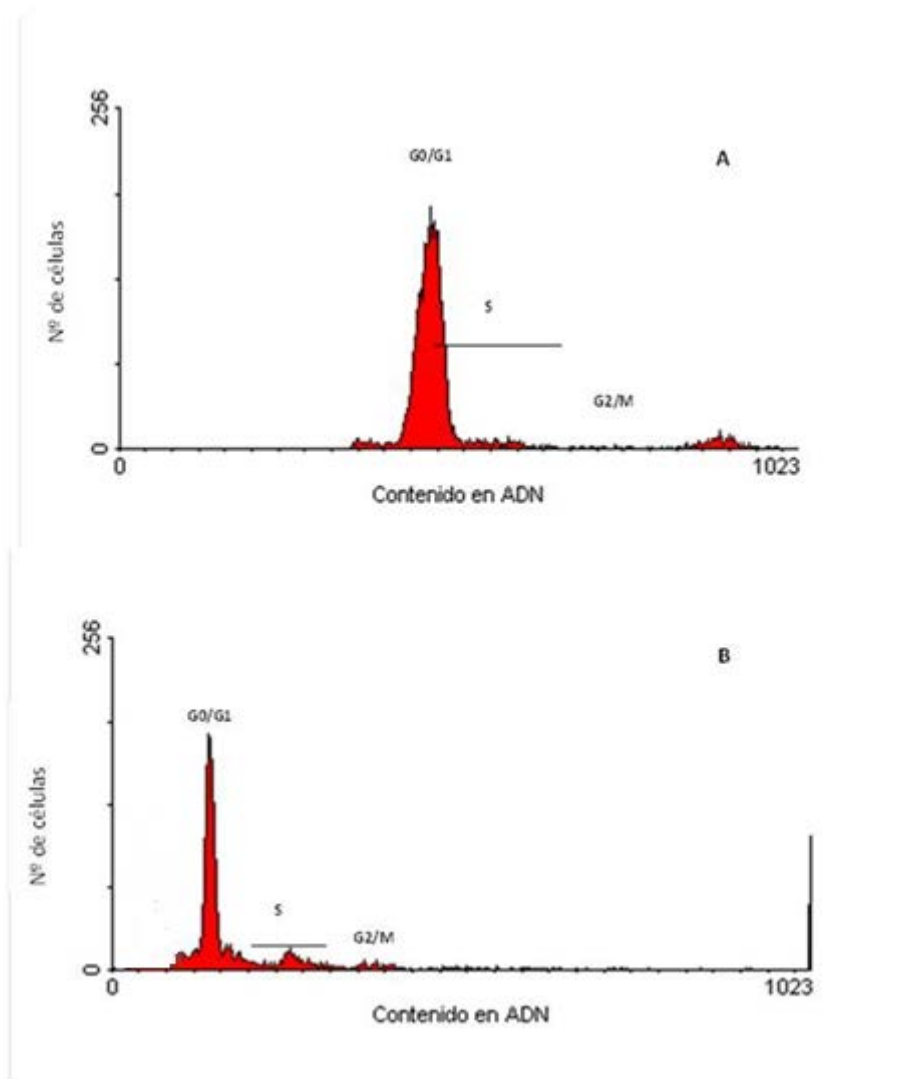 256
G0/G1
A
Nº de células
S
G2/M
0
0
1023
Contenido en ADN
256
B
G0/G1
Nº de células
S
G2/M
0
0
1023
Contenido en ADN